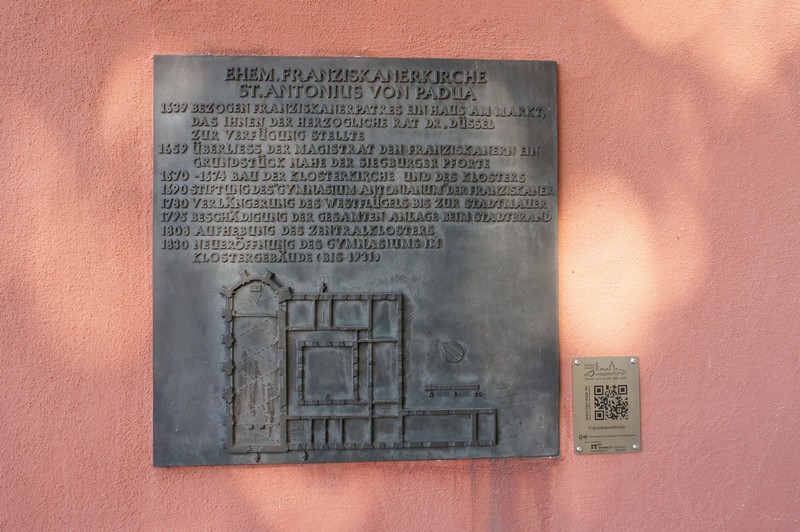 EHEM. FRANZISKANERKIRCHE
ST. ANTONIUS VON PADUA
1639 BEZOGEN FRANZISKANERPATRES EIN HAUS AM MARKT,
DAS IHNEN DER HERZOGLICHE RAT DR. DÜSSEL
ZUR VERFÜGUNG STELLTE
1659 ÜBERLIESS DER MAGISTRAT DEN FRANZISKANERN EIN
GRUNDSTÜCK NAHE DER SIEGBURGER PFORTE
1670-1674 BAU DER KLOSTERKIRCHE UND DES KLOSTERS
1690 STIFTUNG DES "GYMNASIUM ANTONIANUM" DER FRANZISKANER
1780 VERLÄNGERUNG DES WESTFLÜGELS BIS ZUR STADTMAUER
1795 BESCHÄDIGUNG DER GESAMTEN ANLAGE BEIM STADTBRAND
1808 AUFHEBUNG DES ZENTRALKLOSTERS
1830 NEUERÖFFNUNG DES GYMNASIUMS IM
KLOSTERGEBÄUDE (BIS 1931)
0 5 10
Franziskanerkloster